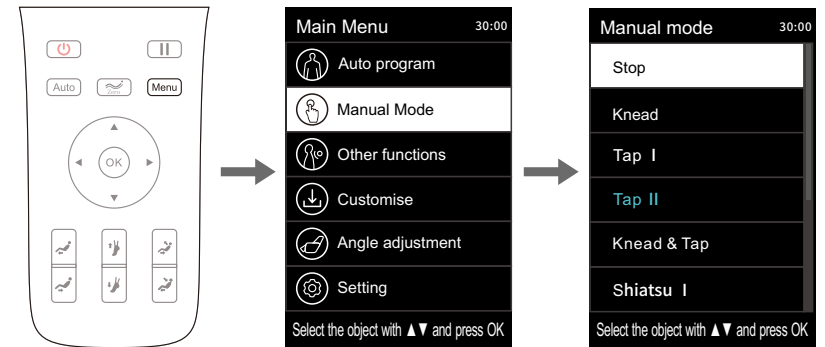 Auto
Zero
Menu
OK
Main Menu 30:00
Auto program
Manual Mode
Other functions
Customise
Angle adjustment
Setting
Select the object with ▲▼ and press OK
Manual mode 30:00
Stop
Knead
Tap I
Tap II
Knead & Tap
Shiatsu I
Select the object with ▲▼ and press OK